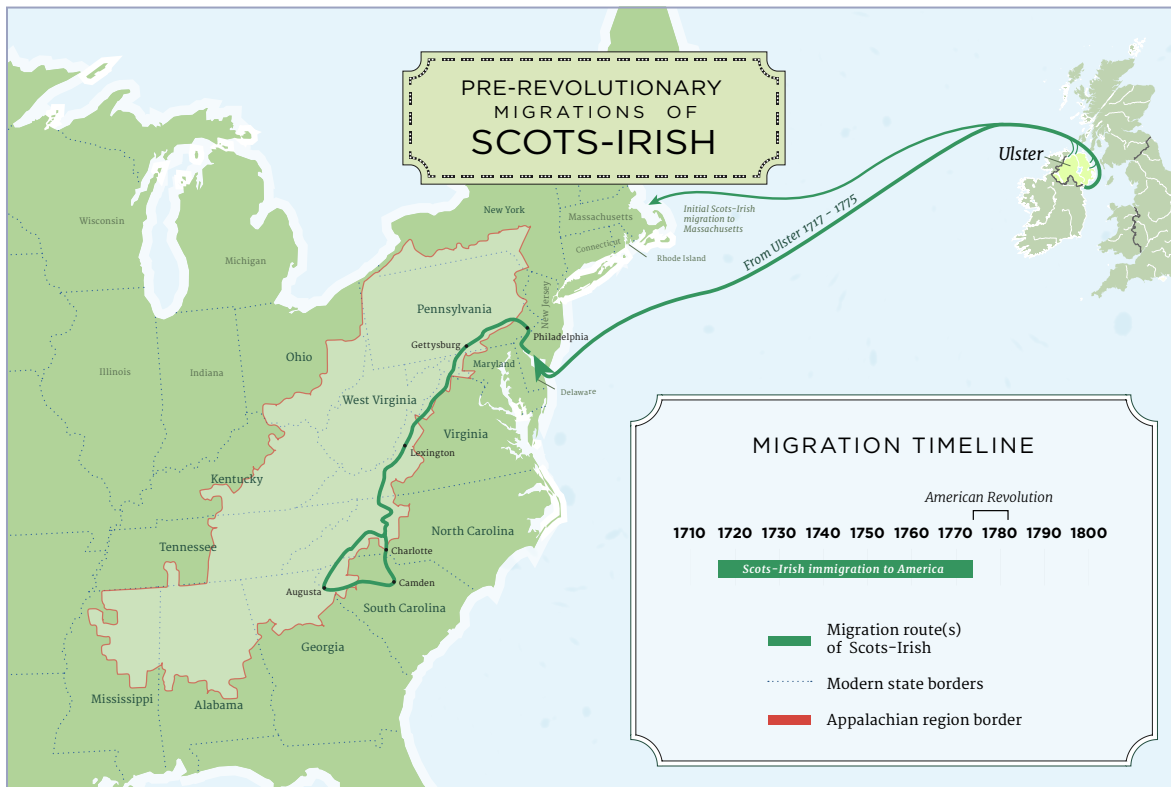 PRE-REVOLUTIONARY
MIGRATIONS OF
SCOTS-IRISH
Ulster
New York
Massachusetts
Initial Scots-Irish
migration to
Massachusetts
From Ulster 1717 - 1775
Wisconsin
Michigan
Connecticut
Rhode Island
Pennsylvania
New Jersey
Philadelphia
Gettysburg
Ohio
Maryland
Illinois
Indiana
Delaware
West Virginia
Virginia
Lexington
Kentucky
North Carolina
Tennessee
Charlotte
Camden
Augusta
South Carolina
Georgia
Mississippi
Alabama
MIGRATION TIMELINE
American Revolution
1710 1720 1730 1740 1750 1760 1770 1780 1790 1800
Scots-Irish immigration to America
Migration route(s)
of Scots-Irish
Modern state borders
Appalachian region border